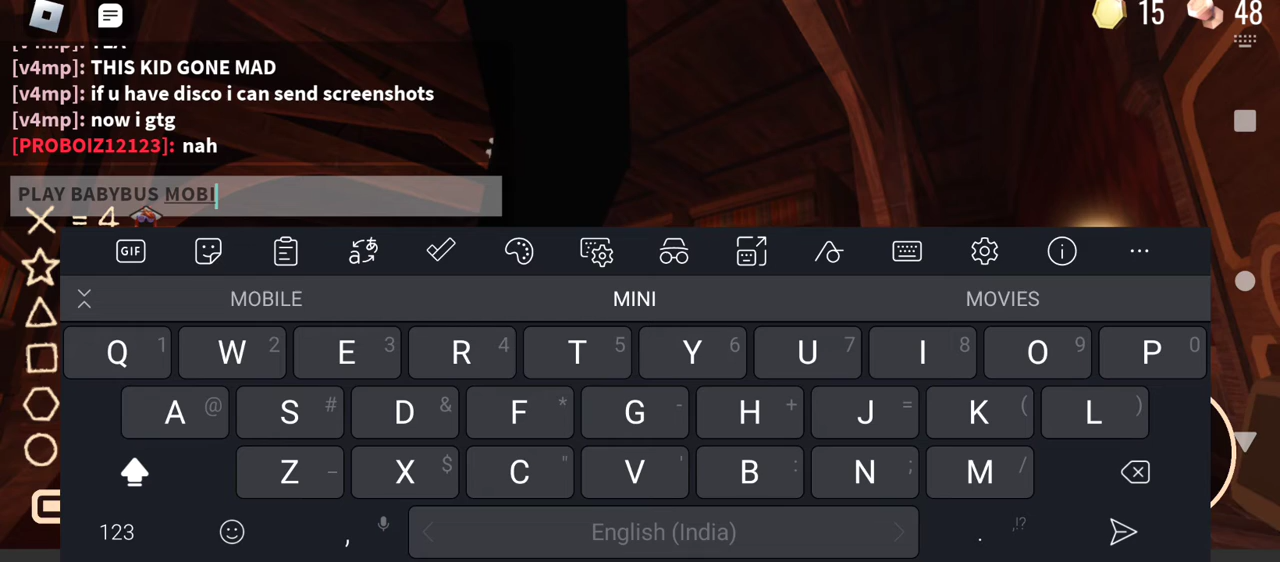 15 48
[v4mp]: THIS KID GONE MAD
[v4mp]: if u have disco i can send screenshots
[v4mp]: now i gtg
[PROBOIZ12123]: nah
PLAY BABYBUS MOBI
= 4
GIF
MOBILE MINI MOVIES
Q 1 W 2 E 3 R 4 T 5 Y 6 U 7 I 8 O 9 P 0
A @ S # D & F * G - H + J = K ( L )
Z _ X $ C " V ' B : N ; M /
123 , English (India) . ,!?